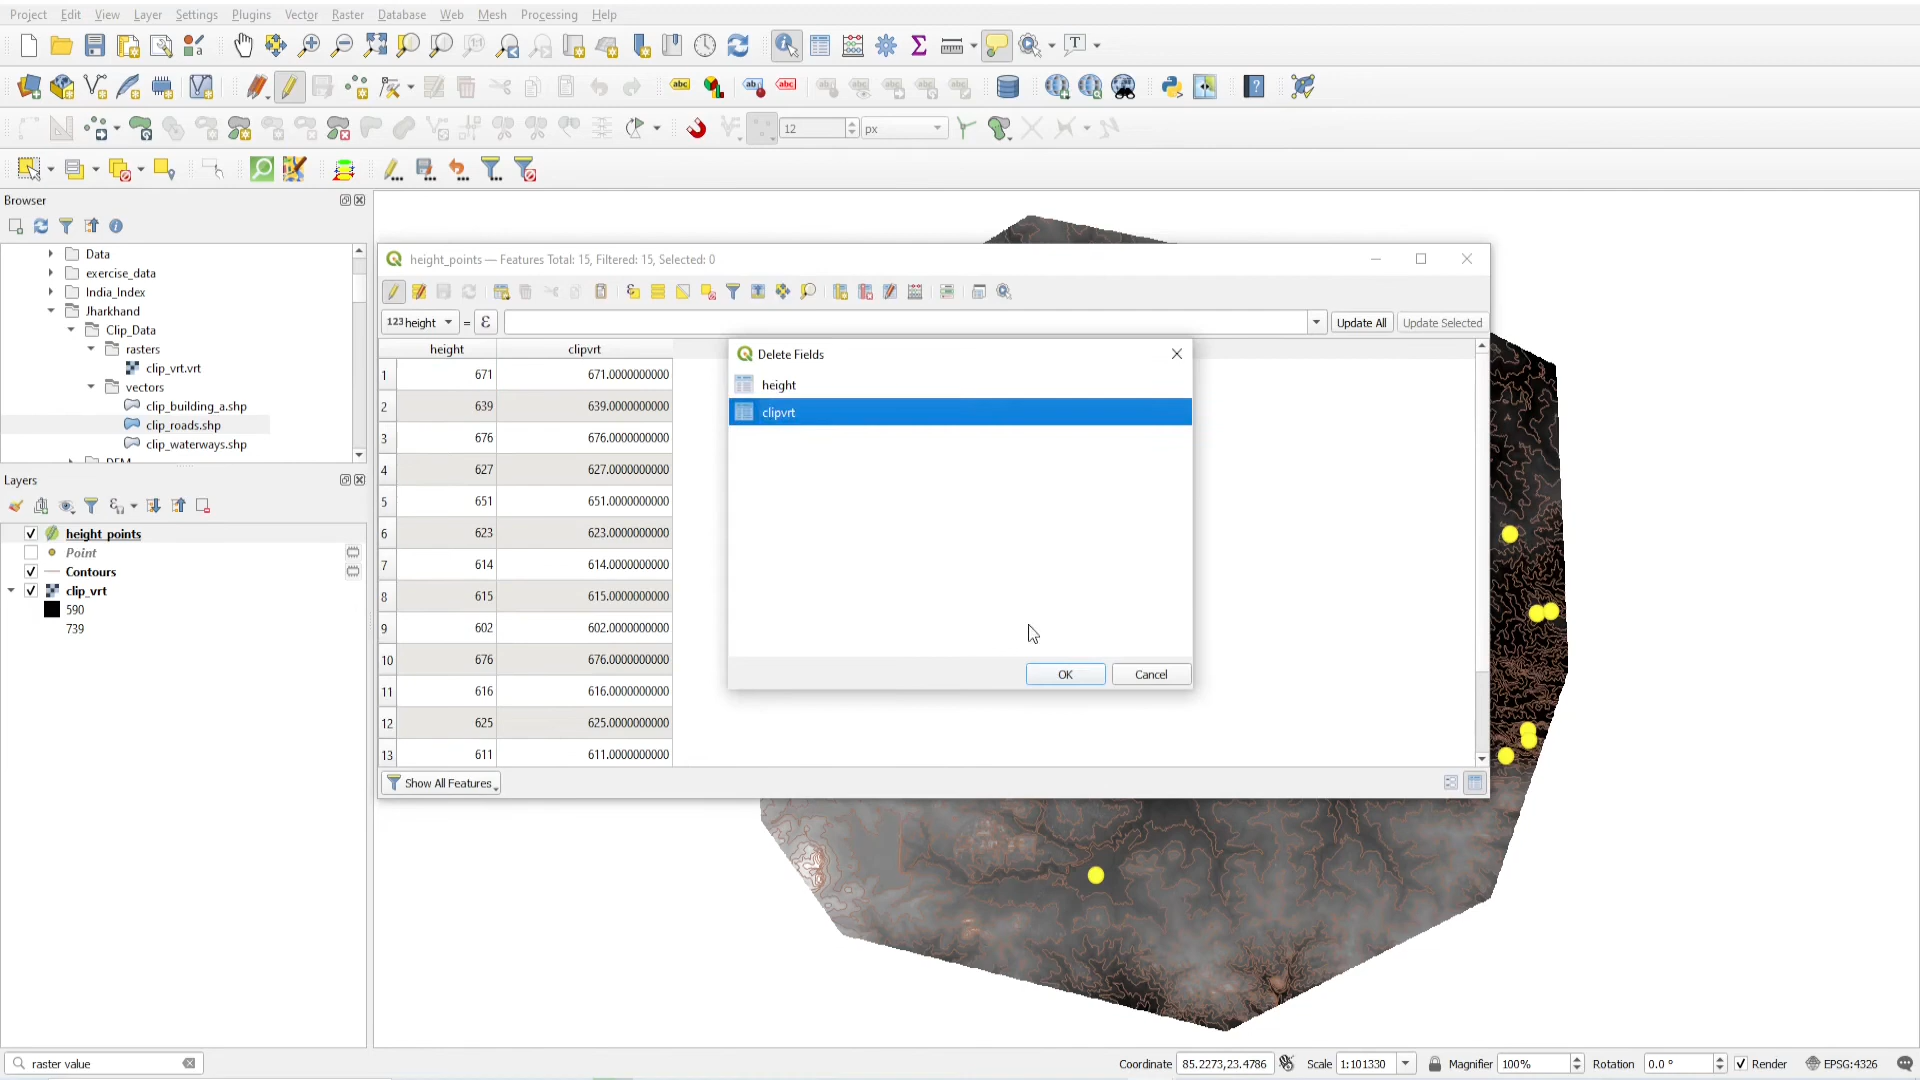 Project Edit View Layer Settings Plugins Vector Raster Database Web Mesh Processing Help
12 px
Browser
Data
exercise_data
India_Index
Jharkhand
Clip_Data
rasters
clip_vrt.vrt
vectors
clip_building_a.shp
clip_roads.shp
clip_waterways.shp
Layers
height_points
Point
Contours
clip_vrt
590
739
height_points — Features Total: 15, Filtered: 15, Selected: 0
123 height = ε Update All Update Selected
height clipvrt
1 671 671.0000000000
2 639 639.0000000000
3 676 676.0000000000
4 627 627.0000000000
5 651 651.0000000000
6 623 623.0000000000
7 614 614.0000000000
8 615 615.0000000000
9 602 602.0000000000
10 676 676.0000000000
11 616 616.0000000000
12 625 625.0000000000
13 611 611.0000000000
Show All Features
Delete Fields
height
clipvrt
OK Cancel
raster value
Coordinate 85.2273,23.4786 Scale 1:101330 Magnifier 100% Rotation 0.0 ° Render EPSG:4326